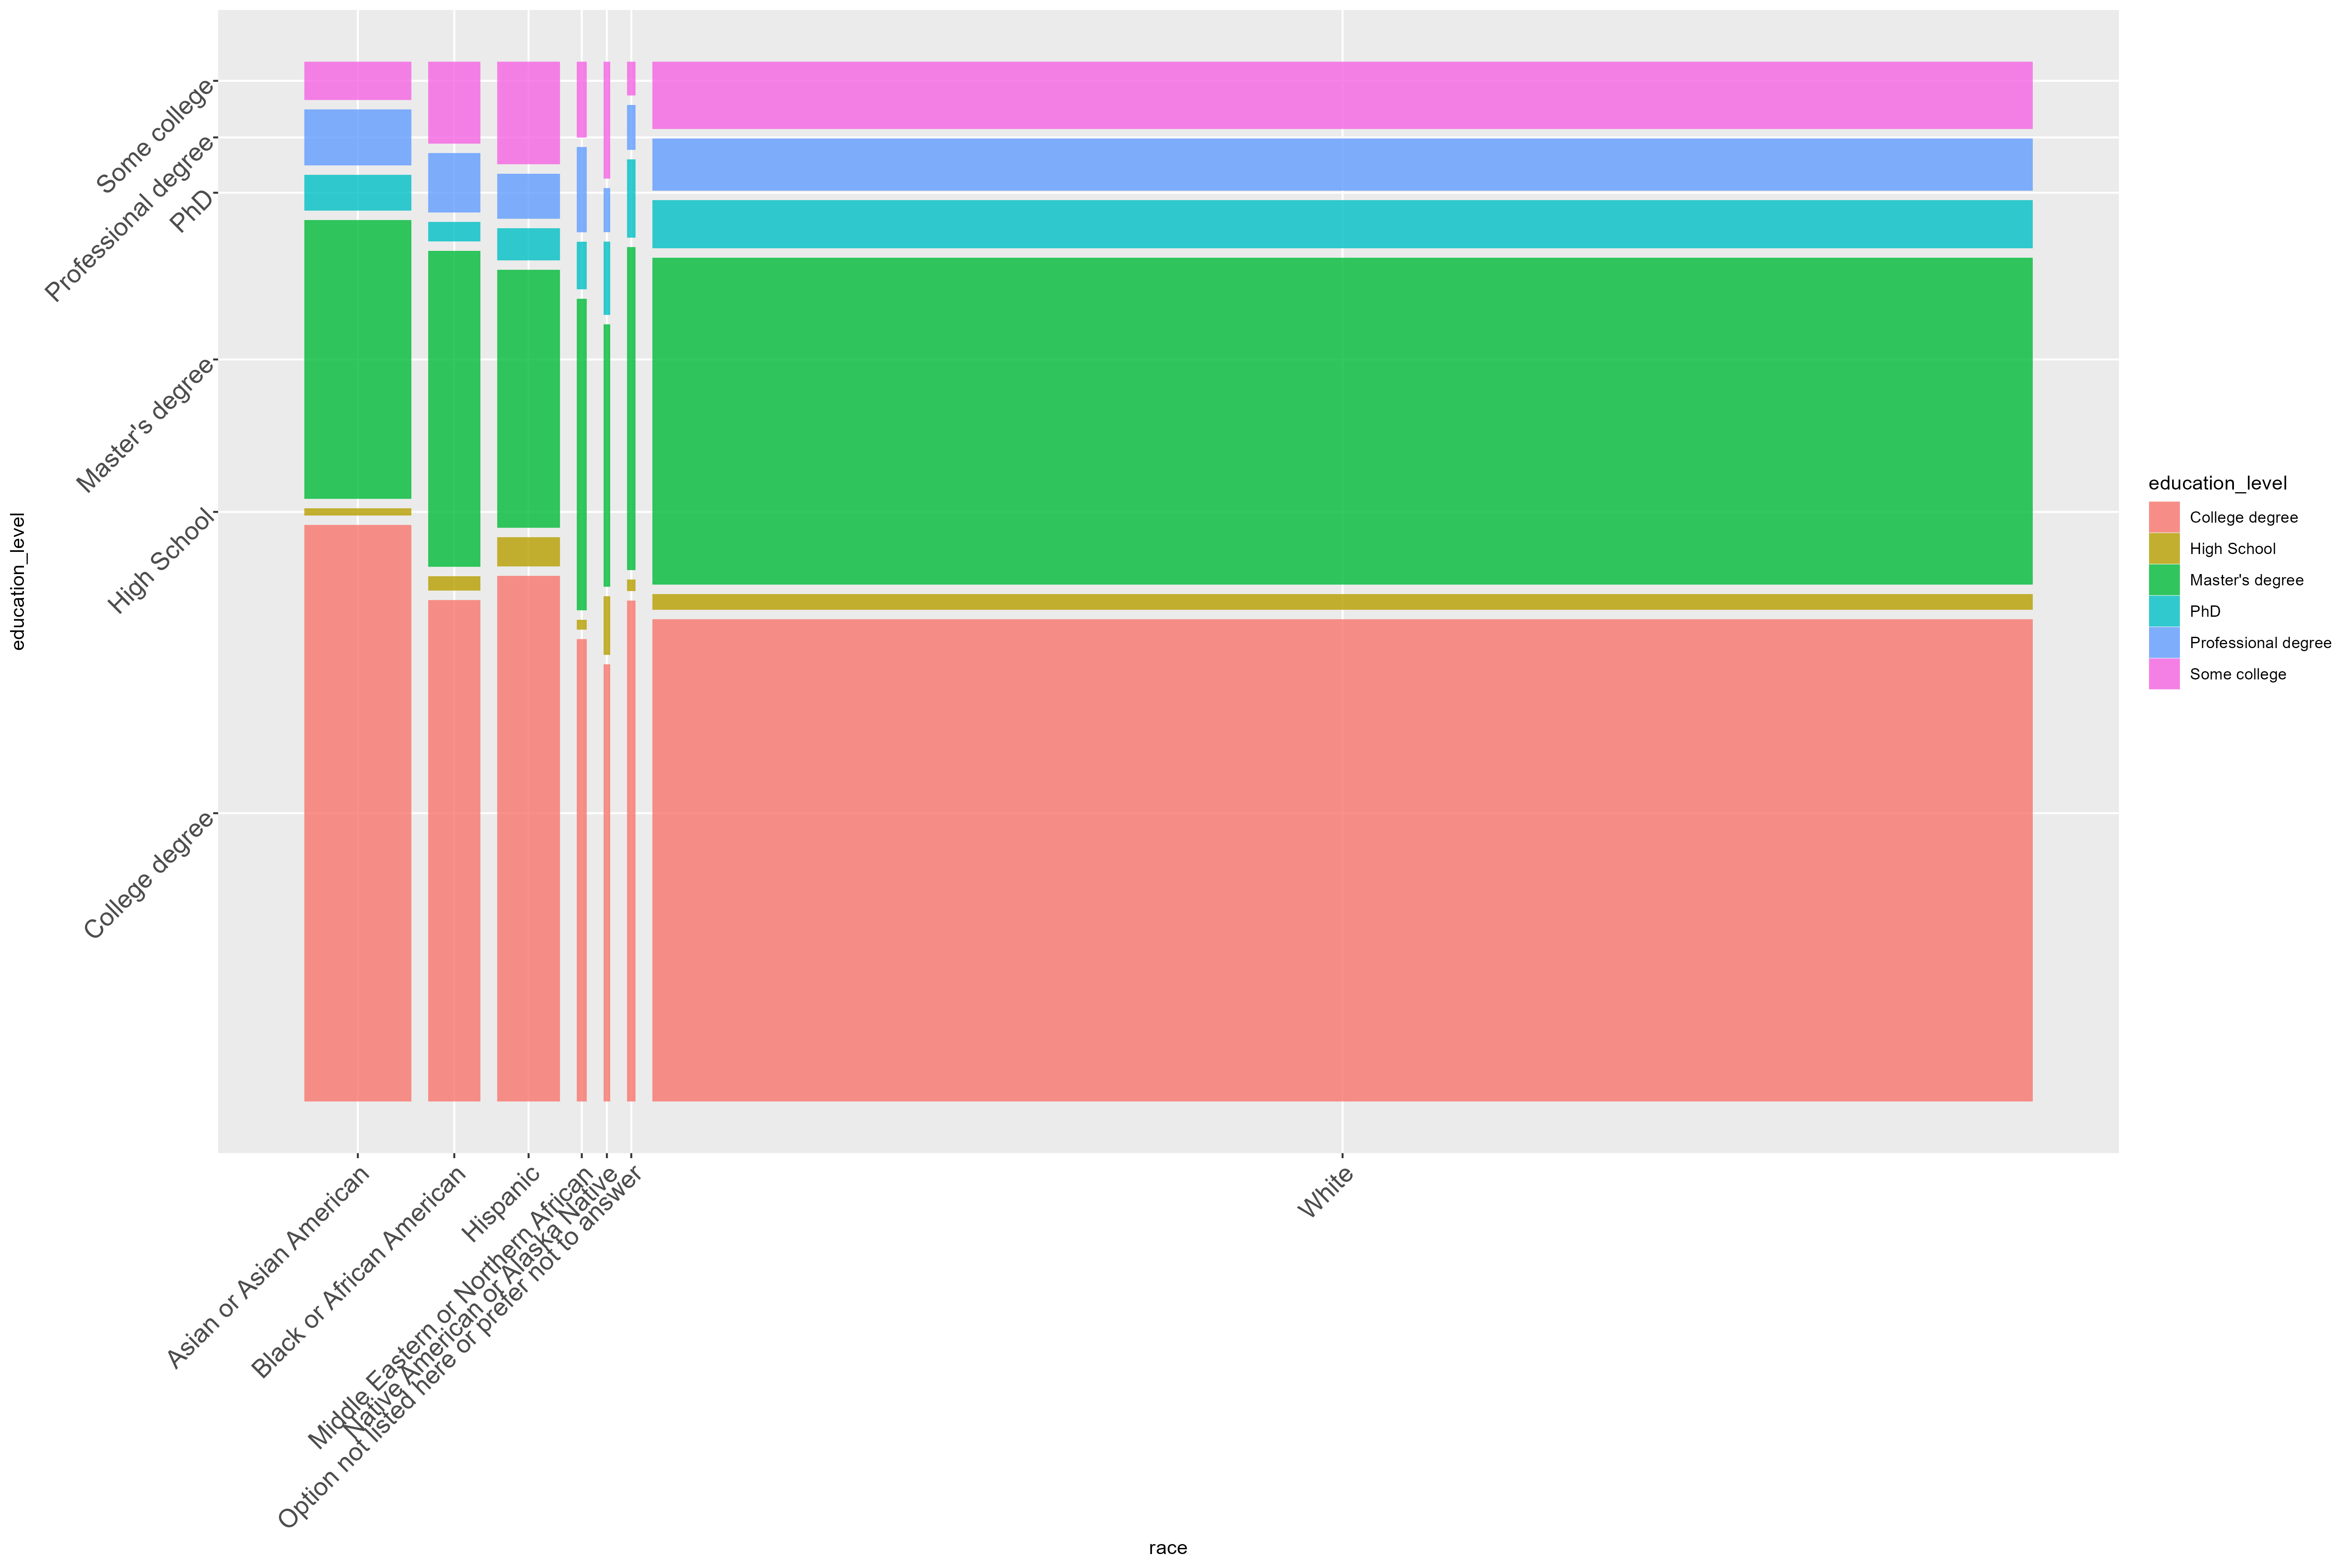 Some college
Professional degree
PhD
Master's degree
High School
College degree
education_level
education_level
College degree
High School
Master's degree
PhD
Professional degree
Some college
Asian or Asian American
Black or African American
Hispanic
Middle Eastern or Northern African
Native American or Alaska Native
Option not listed here or prefer not to answer
White
race